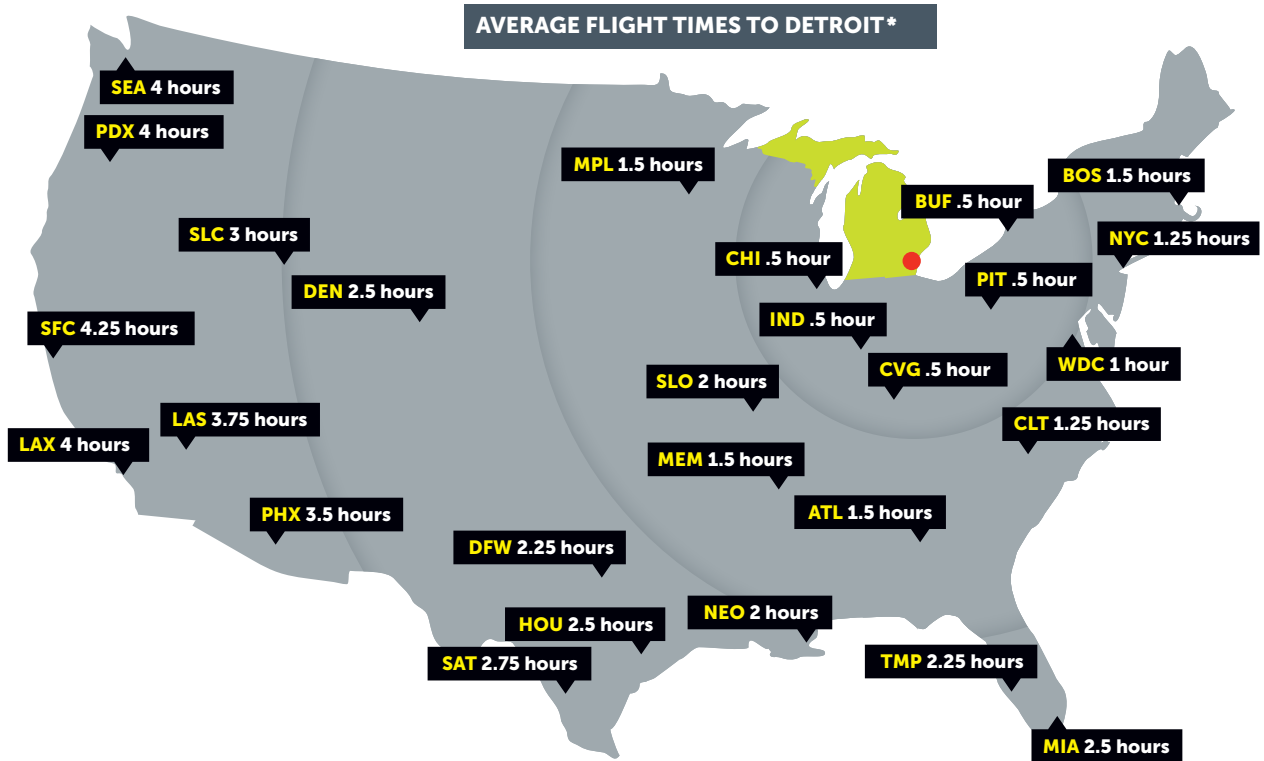 AVERAGE FLIGHT TIMES TO DETROIT*
SEA 4 hours
PDX 4 hours
MPL 1.5 hours
BOS 1.5 hours
BUF .5 hour
SLC 3 hours
NYC 1.25 hours
CHI .5 hour
PIT .5 hour
DEN 2.5 hours
IND .5 hour
SFC 4.25 hours
WDC 1 hour
CVG .5 hour
SLO 2 hours
LAS 3.75 hours
CLT 1.25 hours
LAX 4 hours
MEM 1.5 hours
ATL 1.5 hours
PHX 3.5 hours
DFW 2.25 hours
NEO 2 hours
HOU 2.5 hours
SAT 2.75 hours
TMP 2.25 hours
MIA 2.5 hours